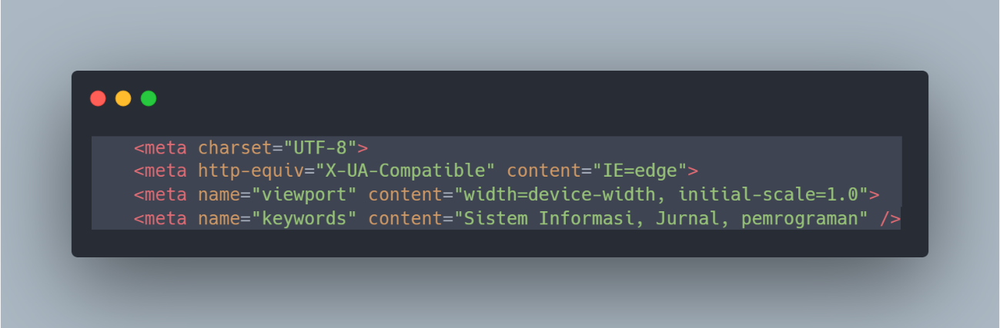 <meta charset="UTF-8">
<meta http-equiv="X-UA-Compatible" content="IE=edge">
<meta name="viewport" content="width=device-width, initial-scale=1.0">
<meta name="keywords" content="Sistem Informasi, Jurnal, pemrograman" />